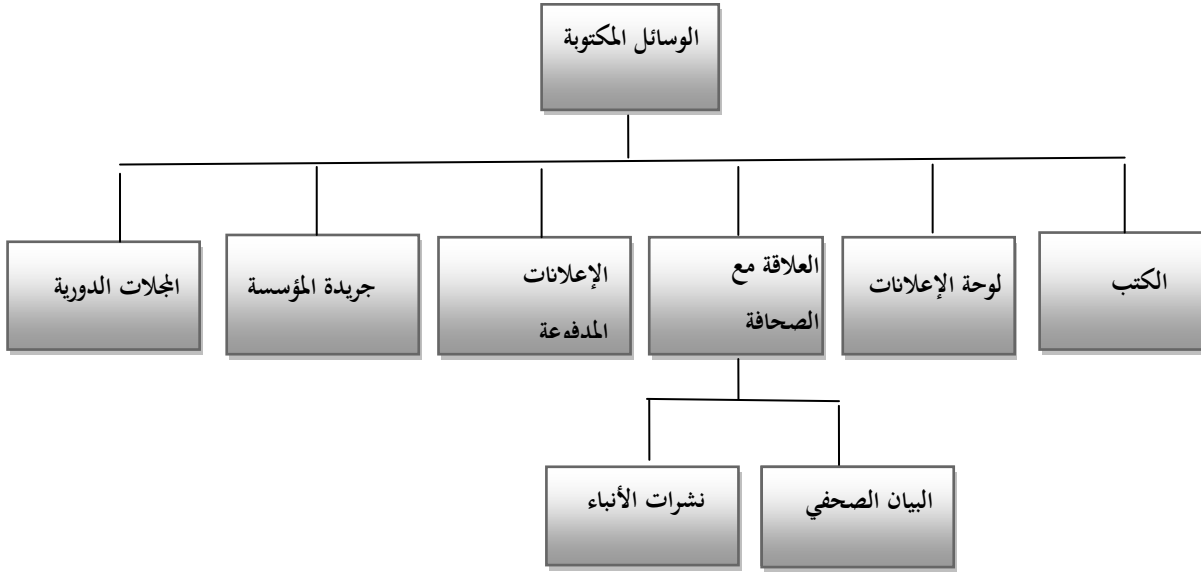 الوسائل المكتوبة
الكتب
لوحة الإعلانات
العلاقة مع
الصحافة
الإعلانات
المدفوعة
جريدة المؤسسة
المجلات الدورية
البيان الصحفي
نشرات الأنباء